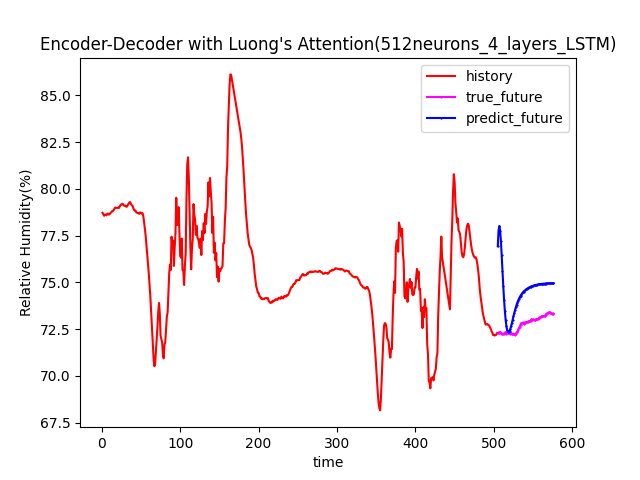 Encoder-Decoder with Luong's Attention(512neurons_4_layers_LSTM)
history
true_future
predict_future
Relative Humidity(%)
85.0
82.5
80.0
77.5
75.0
72.5
70.0
67.5
0 100 200 300 400 500 600
time